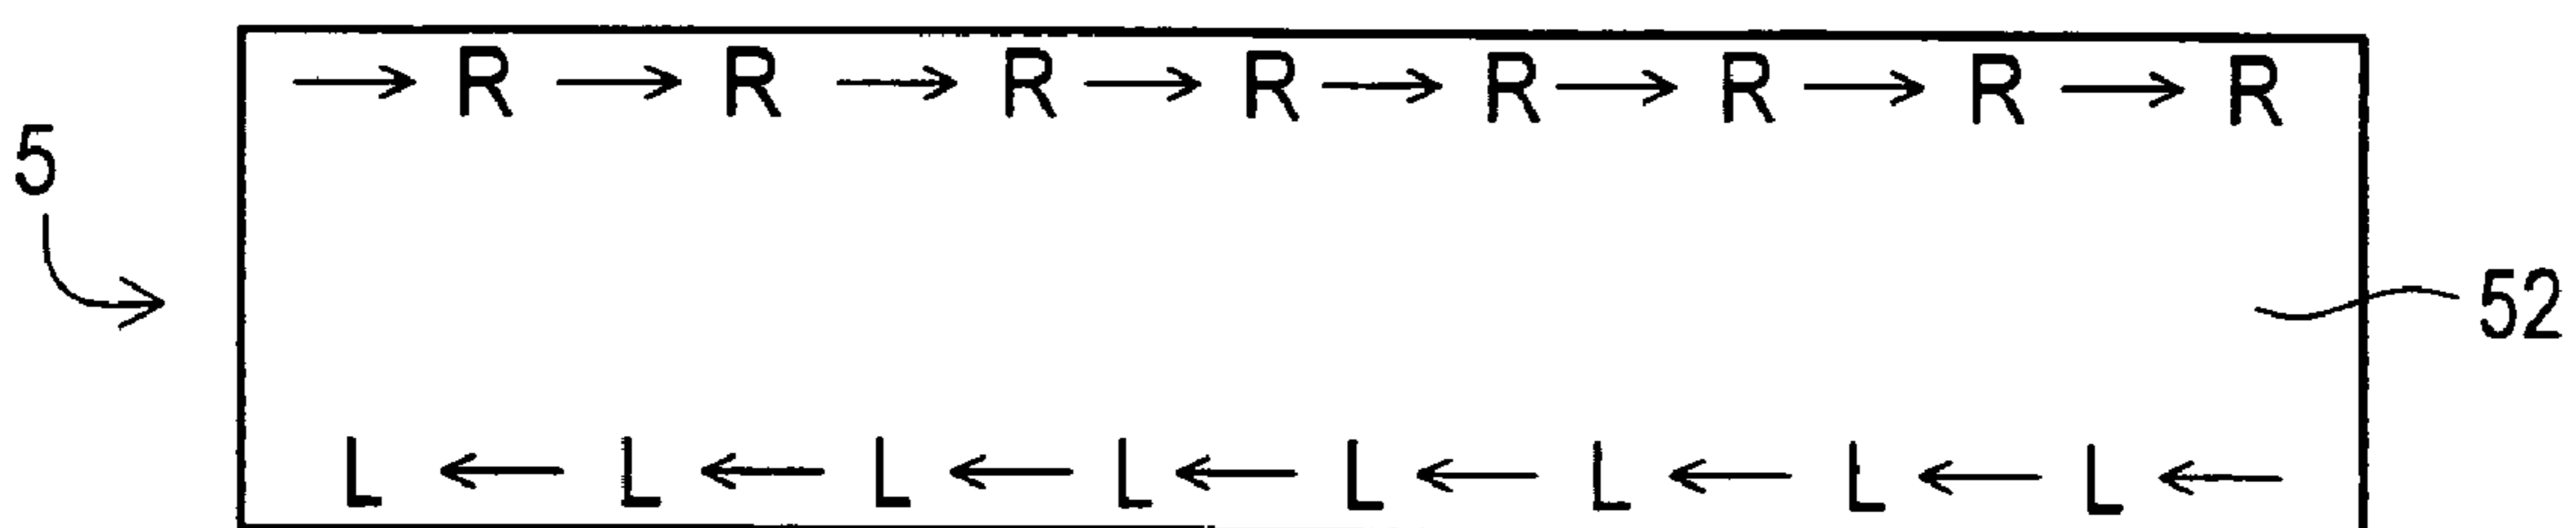 → R → R → R → R → R → R → R → R
5
52
L ← L ← L ← L ← L ← L ← L ← L ←